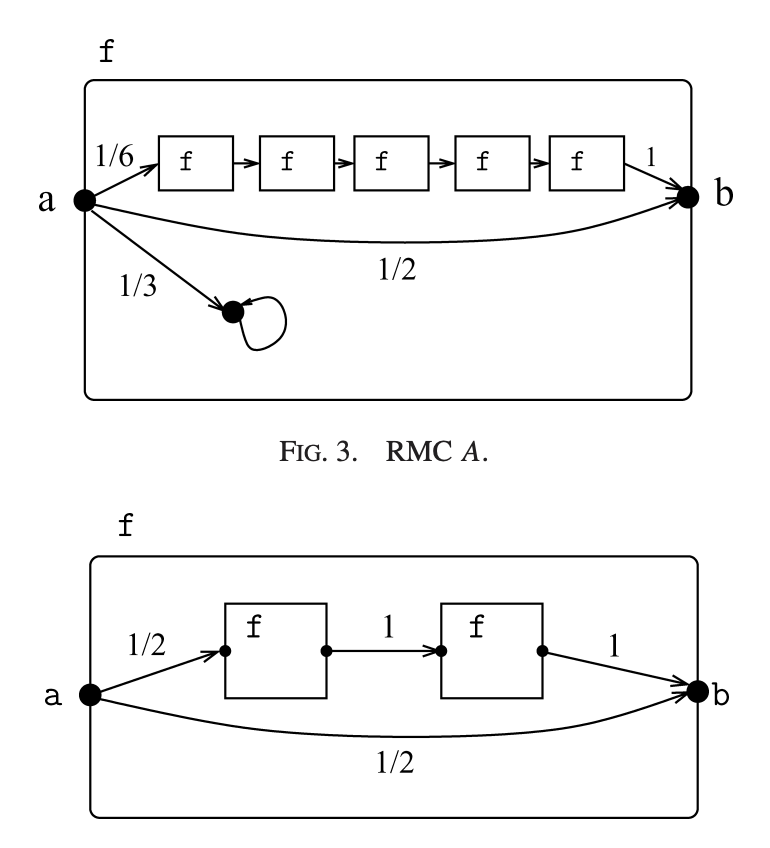 f
1/6 f f f f f 1
a b
1/2
1/3
FIG. 3. RMC A.
f
1/2 f 1 f 1
a b
1/2